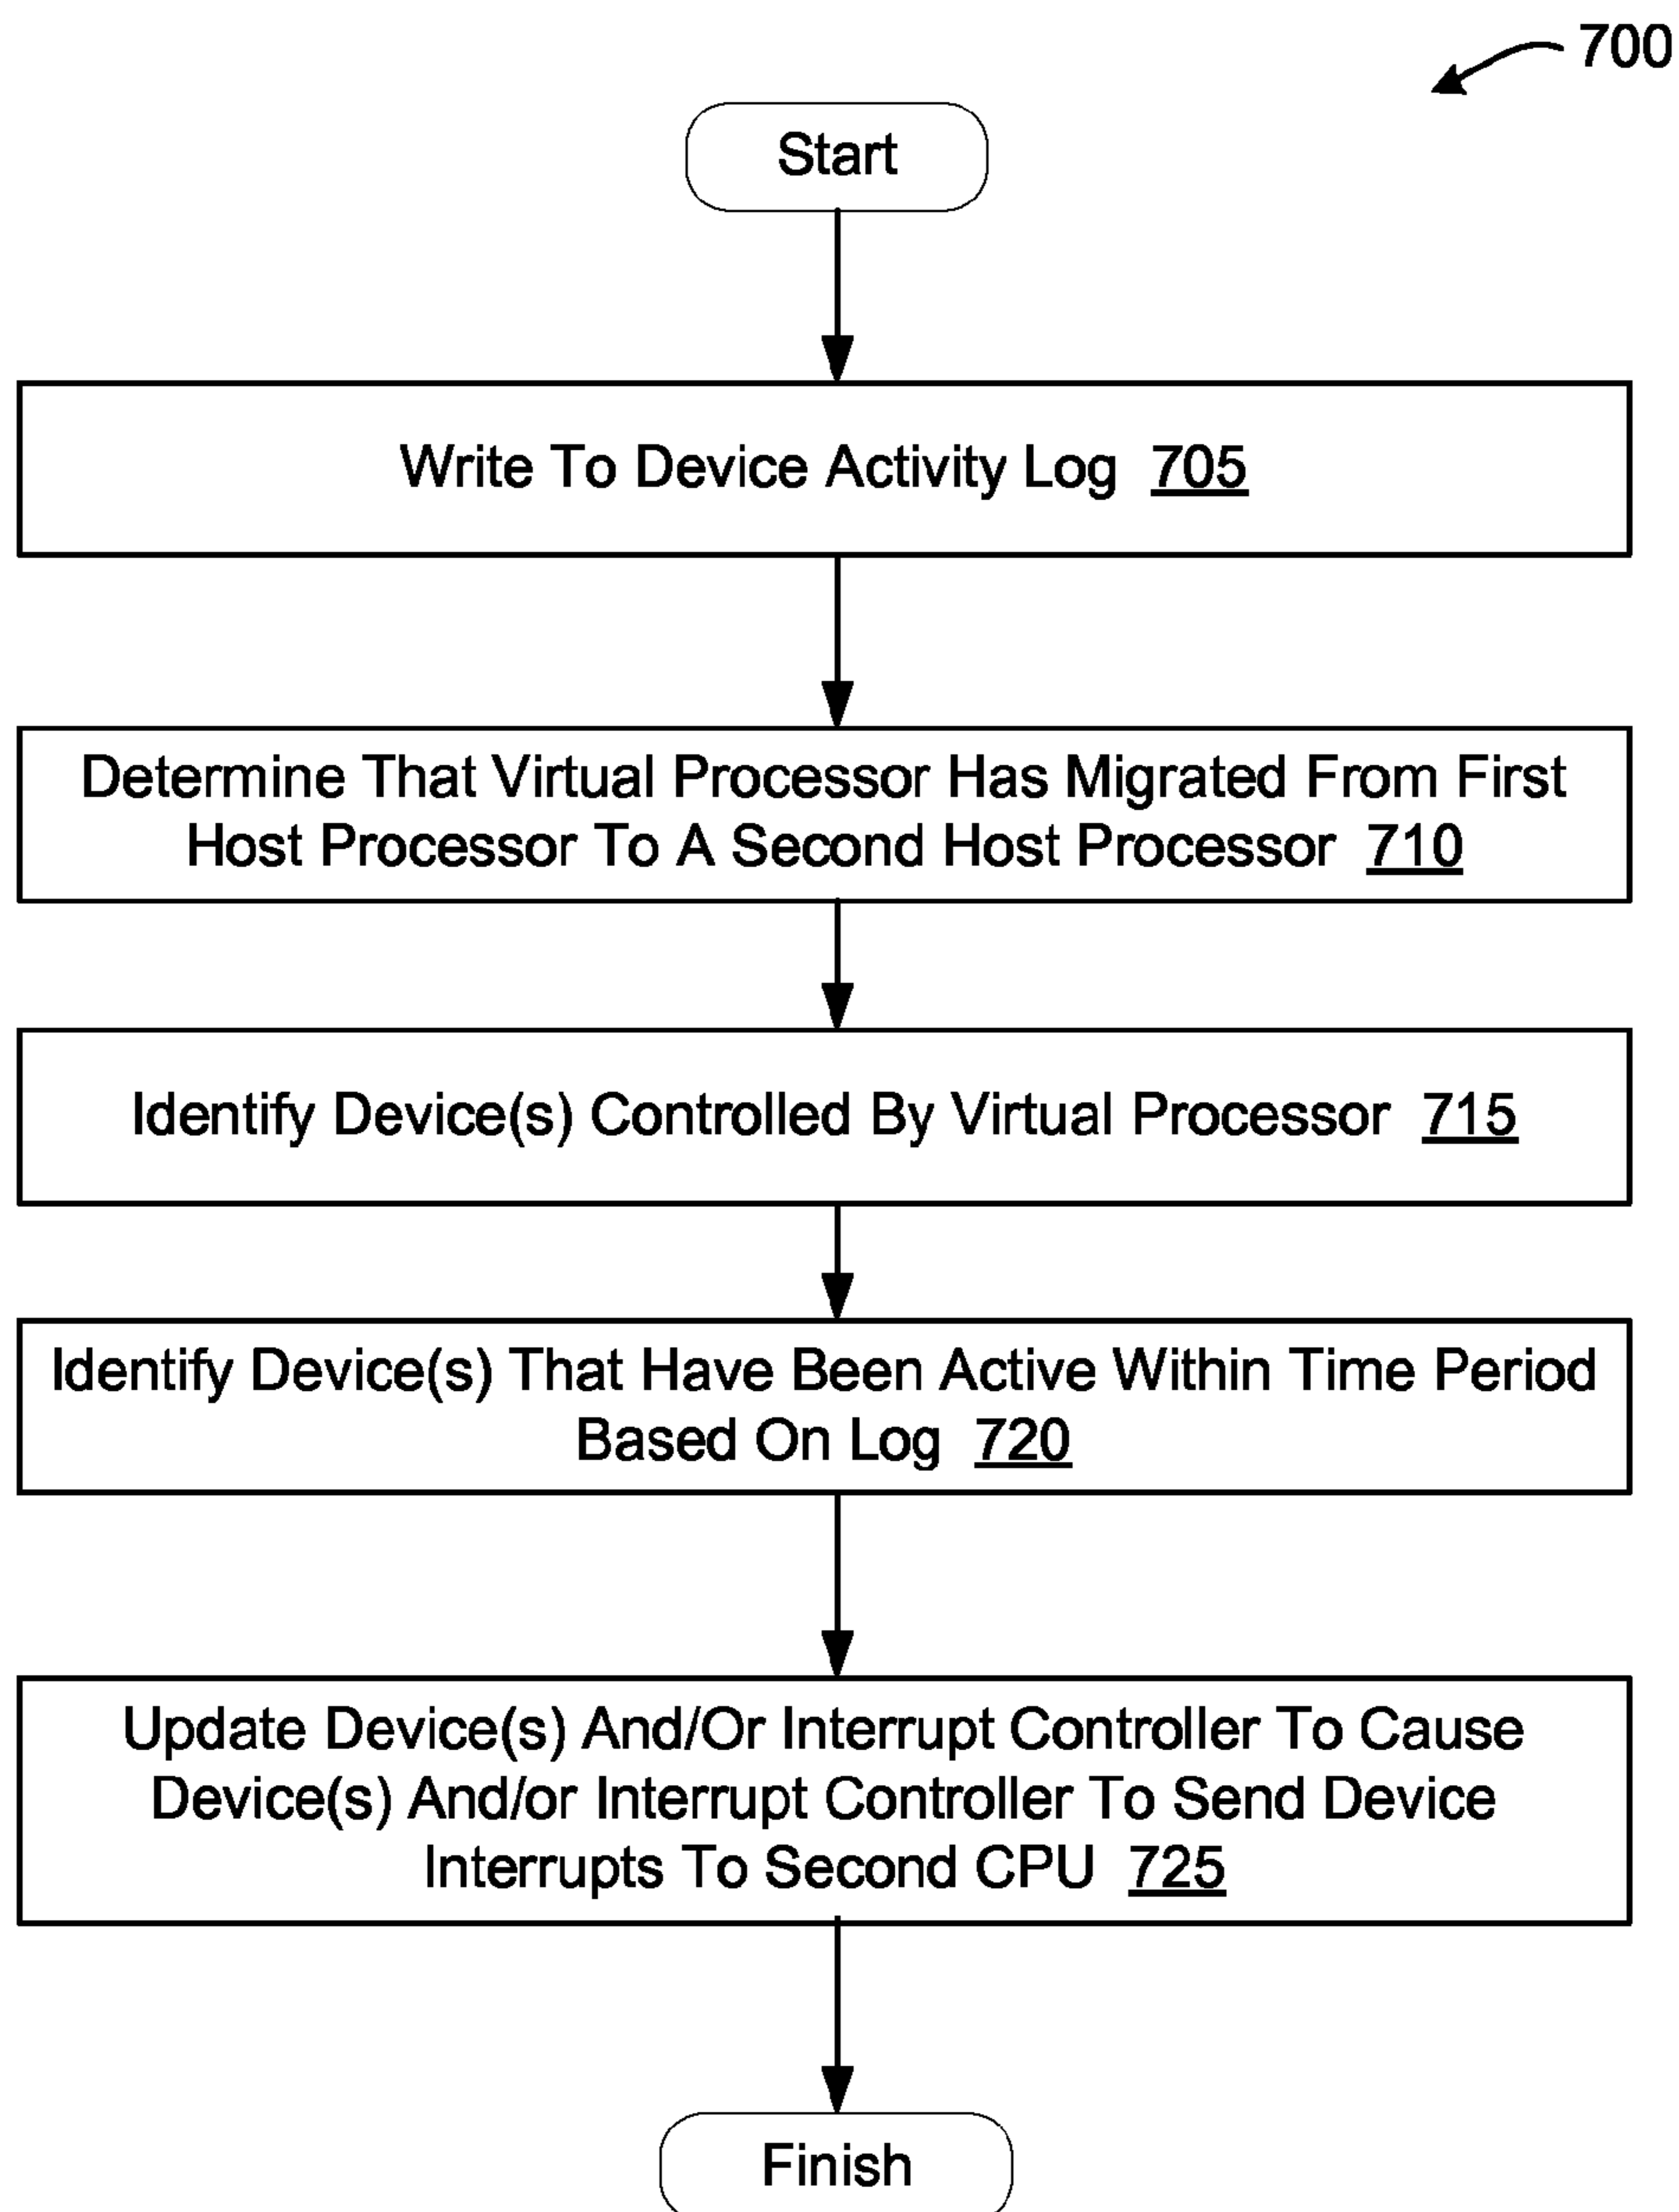 700
Start
Write To Device Activity Log 705
Determine That Virtual Processor Has Migrated From First
Host Processor To A Second Host Processor 710
Identify Device(s) Controlled By Virtual Processor 715
Identify Device(s) That Have Been Active Within Time Period
Based On Log 720
Update Device(s) And/Or Interrupt Controller To Cause
Device(s) And/or Interrupt Controller To Send Device
Interrupts To Second CPU 725
Finish